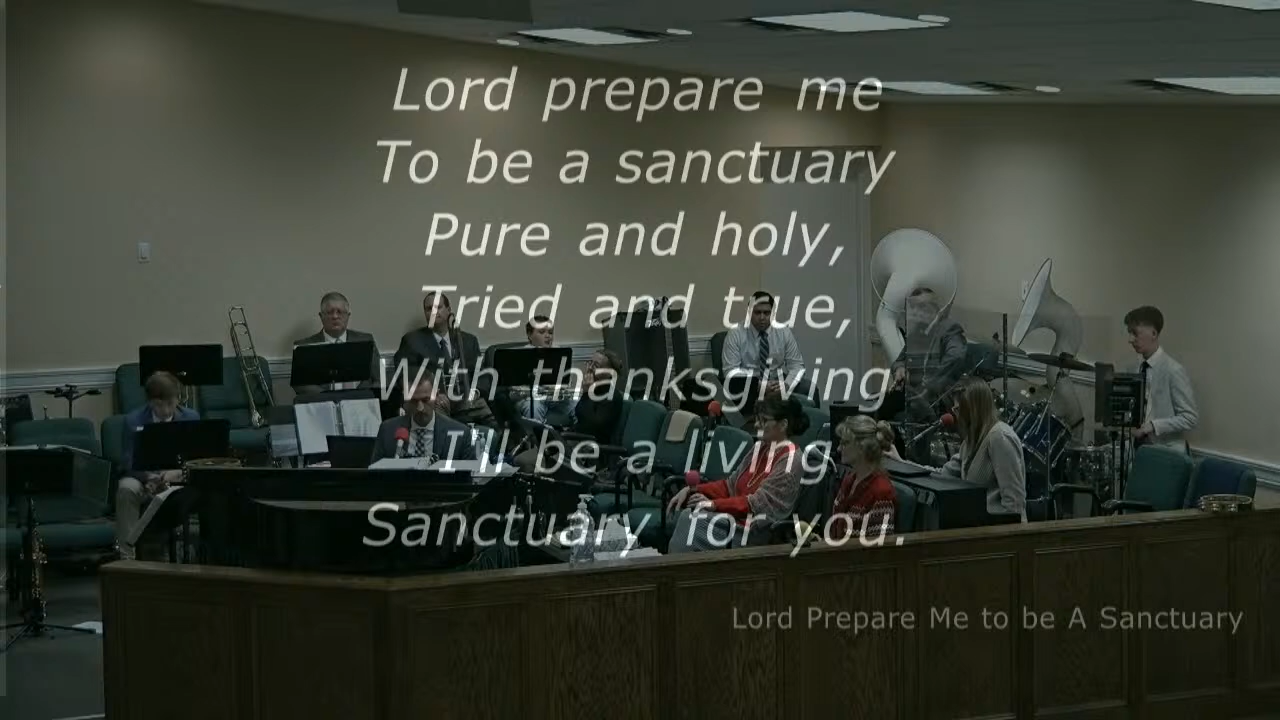 Lord prepare me
To be a sanctuary
Pure and holy,
Tried and true,
With thanksgiving
I'll be a living
Sanctuary for you.
Lord Prepare Me to be A Sanctuary